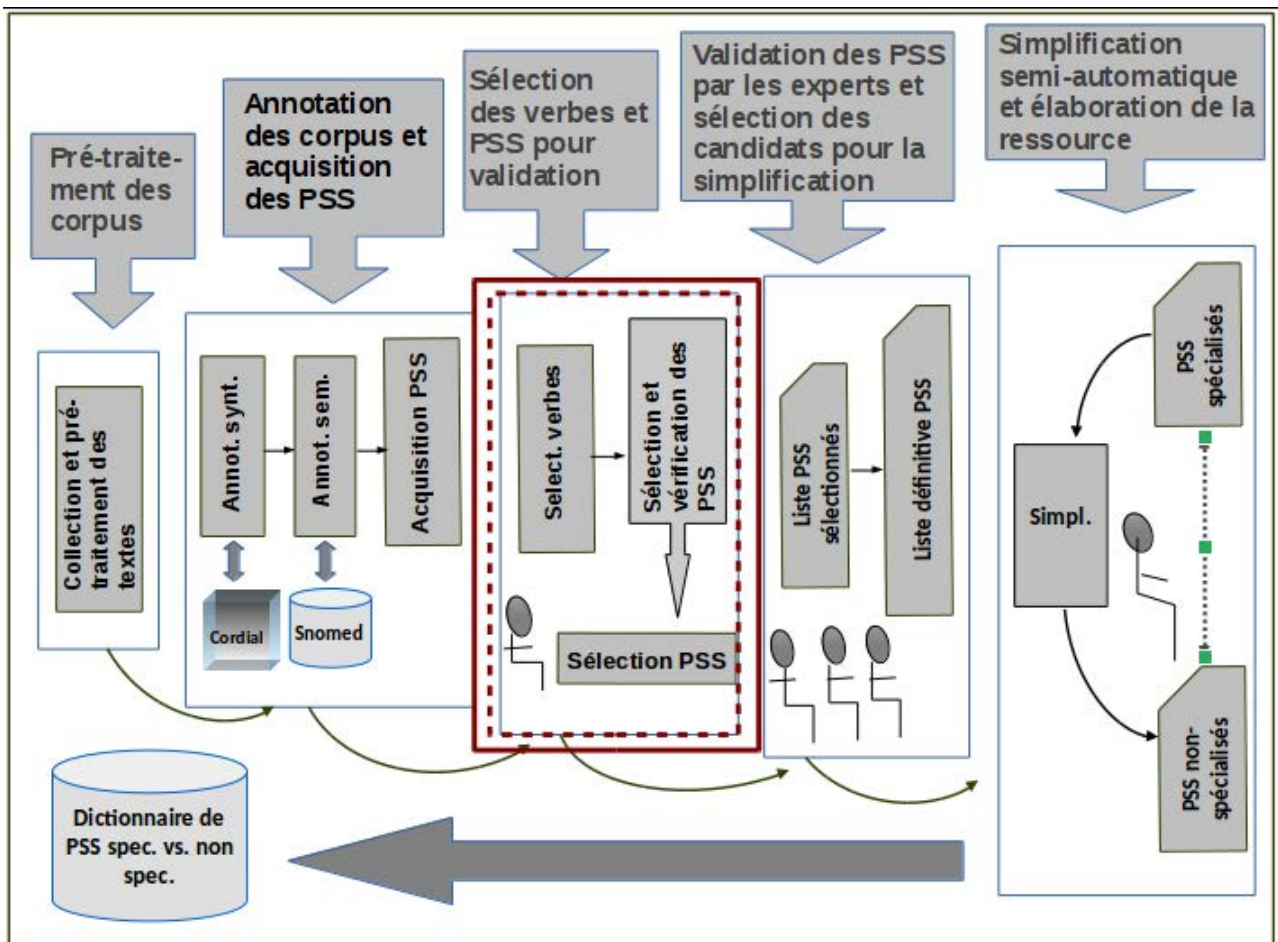 Pré-traite-
ment des
corpus
Annotation
des corpus et
acquisition
des PSS
Sélection
des verbes et
PSS pour
validation
Validation des PSS
par les experts et
sélection des
candidats pour la
simplification
Simplification
semi-automatique
et élaboration de la
ressource
Collection et pré-
traitement des
textes
Annot. synt.
Annot. sem.
Acquisition PSS
Cordial
Snomed
Select. verbes
Sélection et
vérification des
PSS
Sélection PSS
Liste PSS
sélectionnés
Liste définitive PSS
PSS
spécialisés
Simpl.
PSS non-
spécialisés
Dictionnaire de
PSS spec. vs. non
spec.